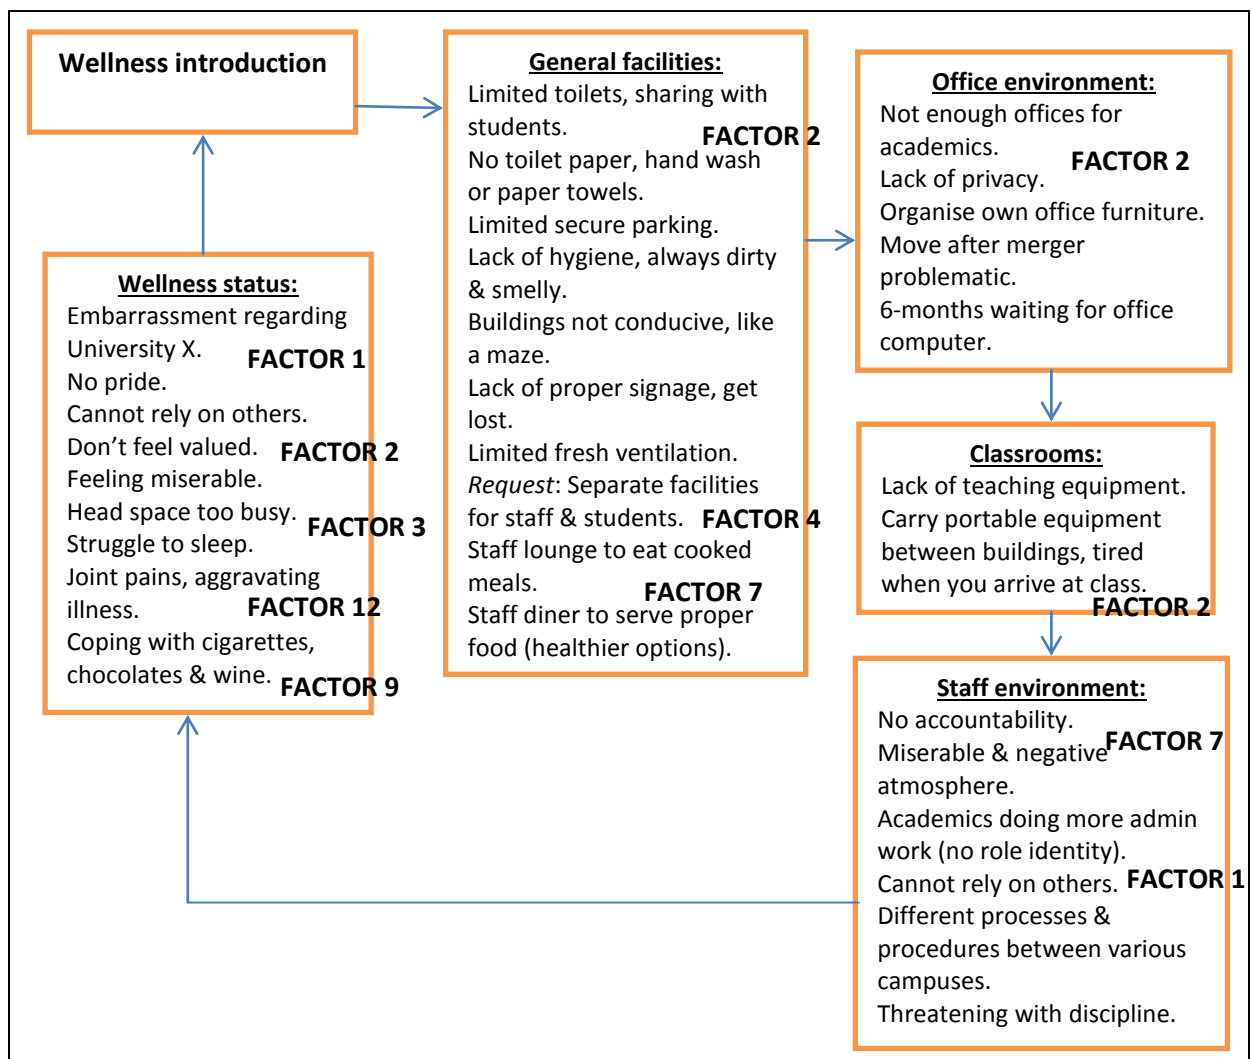 Wellness introduction
General facilities:
Limited toilets, sharing with
students.
FACTOR 2
No toilet paper, hand wash
or paper towels.
Limited secure parking.
Lack of hygiene, always dirty
& smelly.
Buildings not conducive, like
a maze.
Lack of proper signage, get
lost.
Limited fresh ventilation.
Request: Separate facilities
for staff & students.
FACTOR 4
Staff lounge to eat cooked
meals.
FACTOR 7
Staff diner to serve proper
food (healthier options).
Office environment:
Not enough offices for
academics.
FACTOR 2
Lack of privacy.
Organise own office furniture.
Move after merger
problematic.
6-months waiting for office
computer.
Classrooms:
Lack of teaching equipment.
Carry portable equipment
between buildings, tired
when you arrive at class.
FACTOR 2
Staff environment:
No accountability.
FACTOR 7
Miserable & negative
atmosphere.
Academics doing more admin
work (no role identity).
Cannot rely on others.
FACTOR 1
Different processes &
procedures between various
campuses.
Threatening with discipline.
Wellness status:
Embarrassment regarding
University X.
FACTOR 1
No pride.
Cannot rely on others.
Don’t feel valued.
FACTOR 2
Feeling miserable.
Head space too busy.
FACTOR 3
Struggle to sleep.
Joint pains, aggravating
illness.
FACTOR 12
Coping with cigarettes,
chocolates & wine.
FACTOR 9